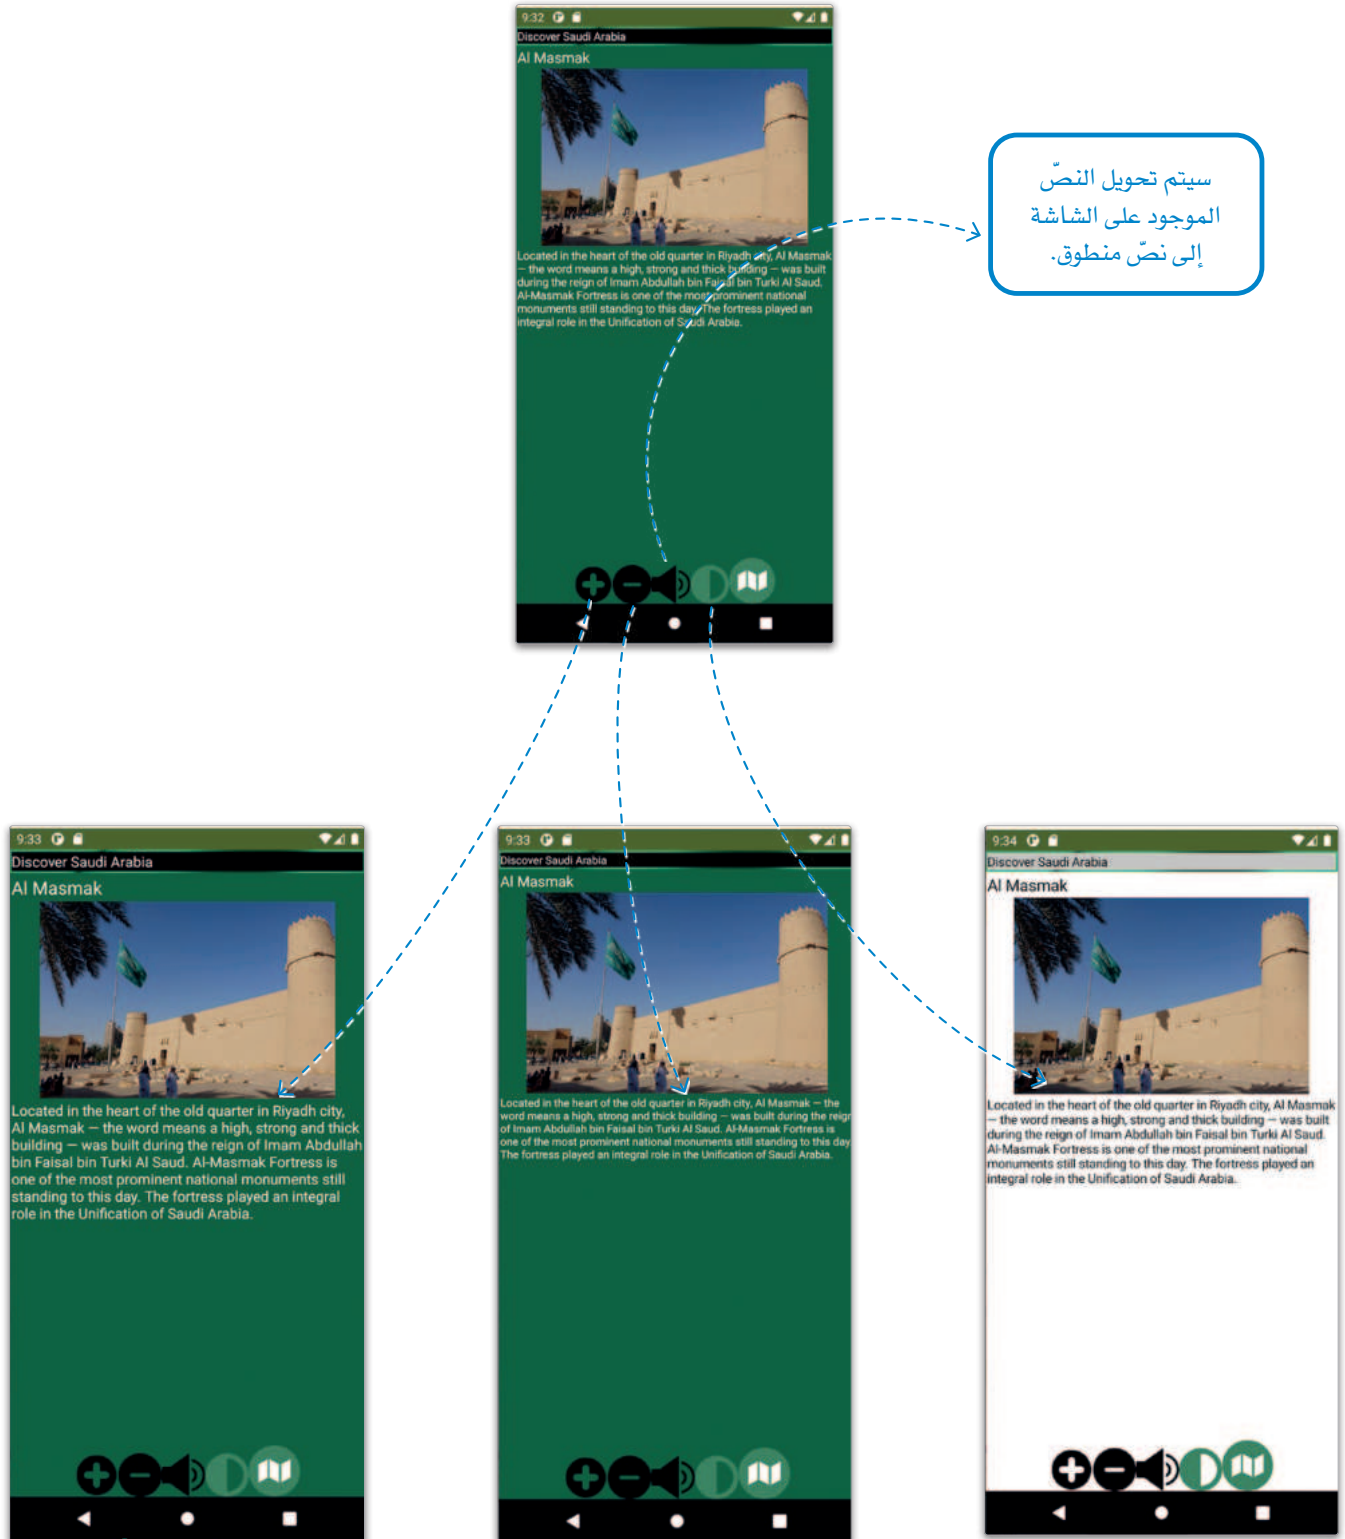 9:32
Discover Saudi Arabia
Al Masmak
Located in the heart of the old quarter in Riyadh city, Al Masmak
– the word means a high, strong and thick building – was built
during the reign of Imam Abdullah bin Faisal bin Turki Al Saud.
Al-Masmak Fortress is one of the most prominent national
monuments still standing to this day. The fortress played an
integral role in the Unification of Saudi Arabia.
سيتم تحويل النصّ
الموجود على الشاشة
إلى نصّ منطوق.
9:33
Discover Saudi Arabia
Al Masmak
Located in the heart of the old quarter in Riyadh city,
Al Masmak – the word means a high, strong and thick
building – was built during the reign of Imam Abdullah
bin Faisal bin Turki Al Saud. Al-Masmak Fortress is
one of the most prominent national monuments still
standing to this day. The fortress played an integral
role in the Unification of Saudi Arabia.
9:33
Discover Saudi Arabia
Al Masmak
Located in the heart of the old quarter in Riyadh city, Al Masmak – the
word means a high, strong and thick building – was built during the reign
of Imam Abdullah bin Faisal bin Turki Al Saud. Al-Masmak Fortress is
one of the most prominent national monuments still standing to this day.
The fortress played an integral role in the Unification of Saudi Arabia.
9:34
Discover Saudi Arabia
Al Masmak
Located in the heart of the old quarter in Riyadh city, Al Masmak
– the word means a high, strong and thick building – was built
during the reign of Imam Abdullah bin Faisal bin Turki Al Saud.
Al-Masmak Fortress is one of the most prominent national
monuments still standing to this day. The fortress played an
integral role in the Unification of Saudi Arabia.